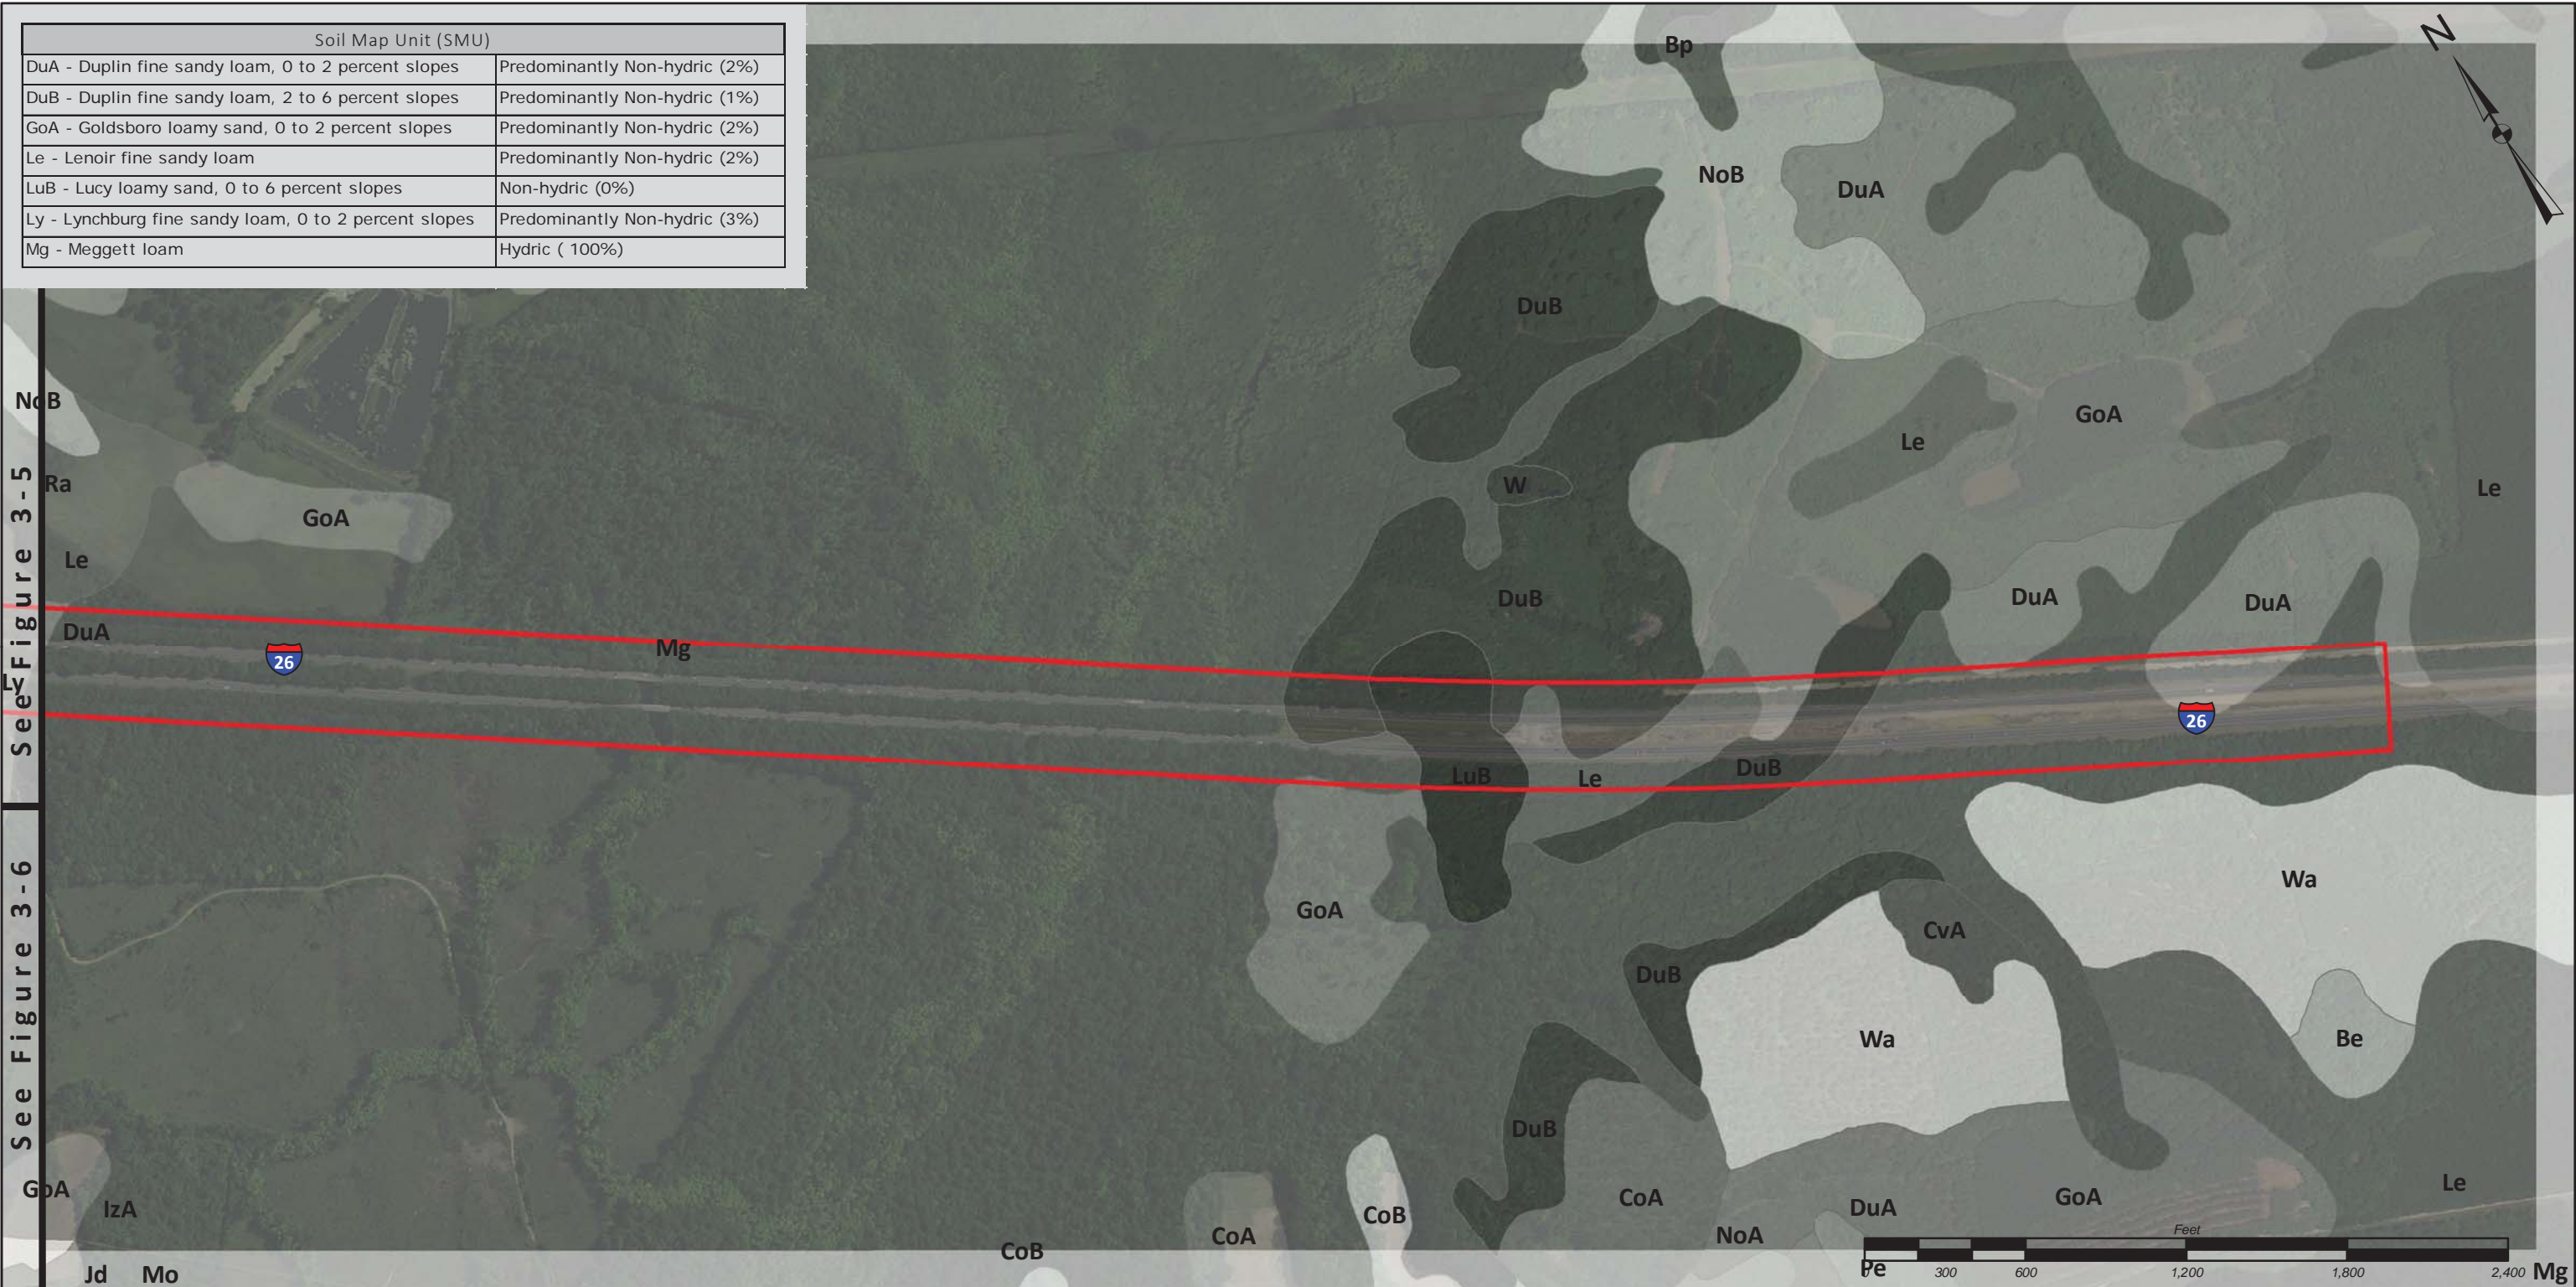 Soil Map Unit (SMU)
DuA - Duplin fine sandy loam, 0 to 2 percent slopes Predominantly Non-hydric (2%)
DuB - Duplin fine sandy loam, 2 to 6 percent slopes Predominantly Non-hydric (1%)
GoA - Goldsboro loamy sand, 0 to 2 percent slopes Predominantly Non-hydric (2%)
Le - Lenoir fine sandy loam Predominantly Non-hydric (2%)
LuB - Lucy loamy sand, 0 to 6 percent slopes Non-hydric (0%)
Ly - Lynchburg fine sandy loam, 0 to 2 percent slopes Predominantly Non-hydric (3%)
Mg - Meggett loam Hydric ( 100%)
N
Bp
NoB
DuA
DuB
NoB
GoA
Le
Ra
W
Le
GoA
Le
See Figure 3-5
DuB
DuA
DuA
DuA
Mg
26
Ly
26
LuB
Le
DuB
See Figure 3-6
Wa
GoA
CvA
DuB
Wa
Be
DuB
GoA
IzA
CoA
CoB
CoA
NoA
DuA
GoA
Le
CoB
Feet
Jd
Mo
Pe
0 300 600 1,200 1,800 2,400
Mg